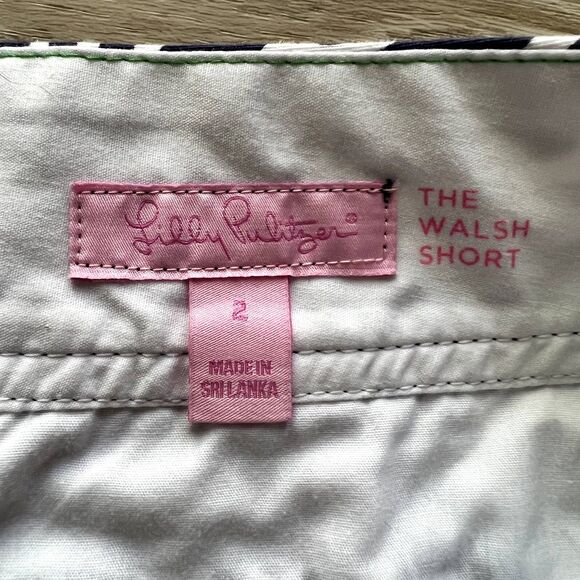 Lilly Pulitzer®
THE
WALSH
SHORT
2
MADE IN
SRI LANKA